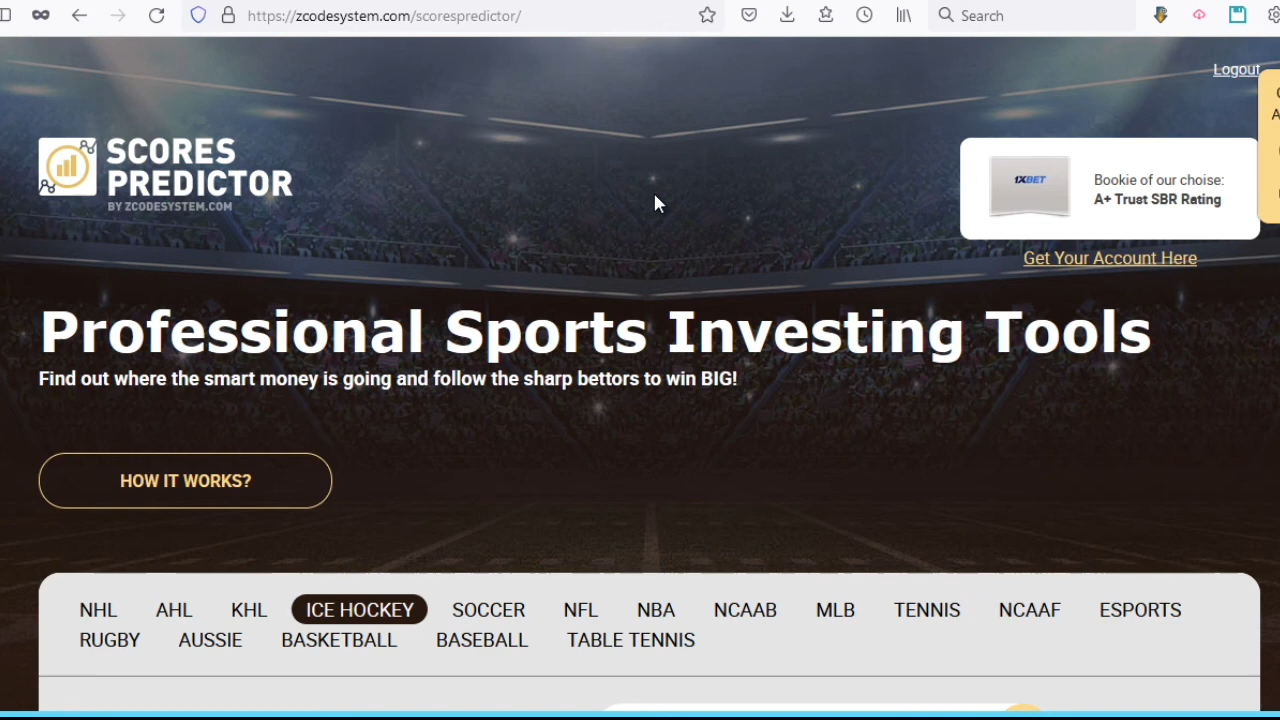 https://zcodesystem.com/scorespredictor/
Search
Logout
SCORES
PREDICTOR
BY ZCODESYSTEM.COM
1XBET
Bookie of our choise:
A+ Trust SBR Rating
Get Your Account Here
Professional Sports Investing Tools
Find out where the smart money is going and follow the sharp bettors to win BIG!
HOW IT WORKS?
NHL AHL KHL ICE HOCKEY SOCCER NFL NBA NCAAB MLB TENNIS NCAAF ESPORTS
RUGBY AUSSIE BASKETBALL BASEBALL TABLE TENNIS